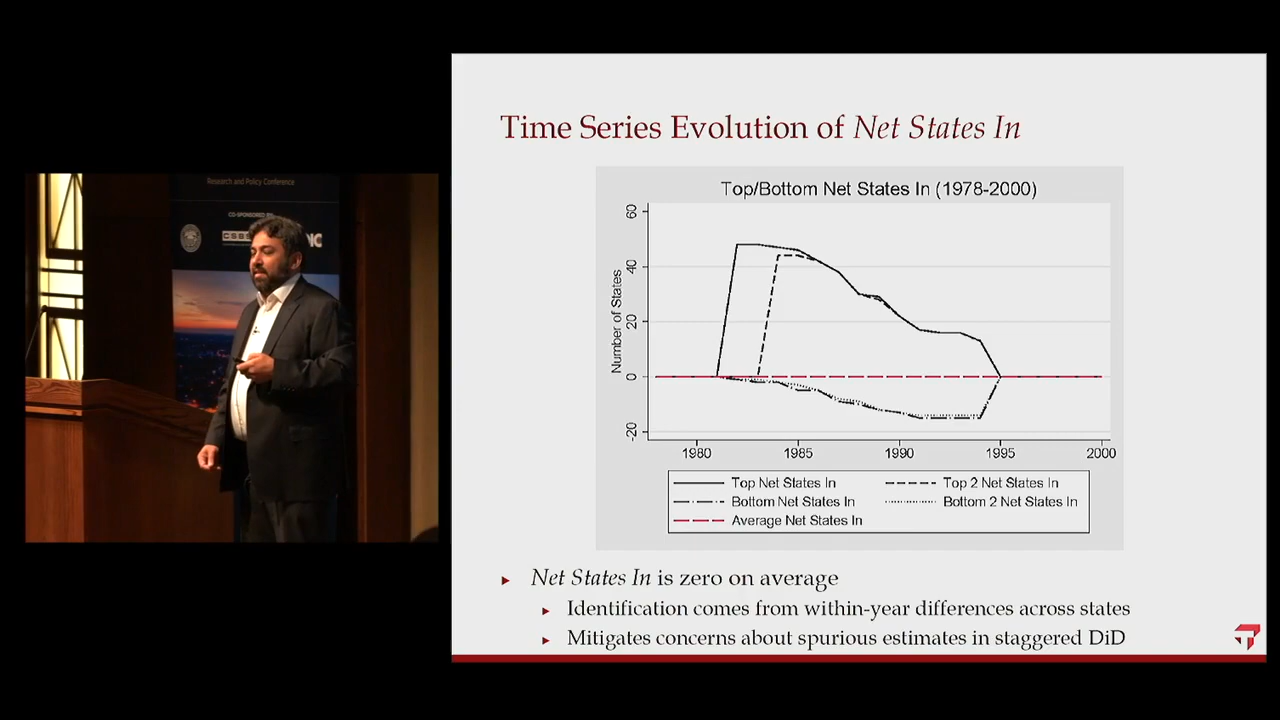 Research and Policy Conference
CO-SPONSORED BY
CSBS
Time Series Evolution of Net States In
Top/Bottom Net States In (1978-2000)
Number of States
60
40
20
0
-20
1980 1985 1990 1995 2000
Top Net States In Top 2 Net States In
Bottom Net States In Bottom 2 Net States In
Average Net States In
▸ Net States In is zero on average
▸ Identification comes from within-year differences across states
▸ Mitigates concerns about spurious estimates in staggered DiD